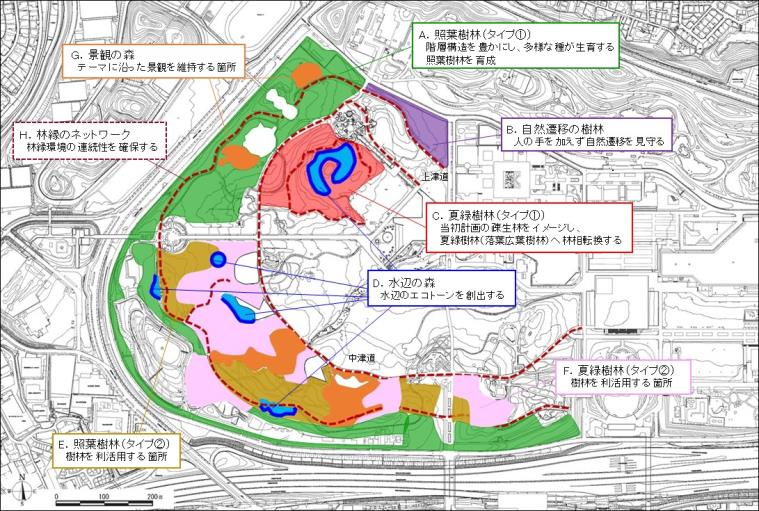 A. 照葉樹林（タイプ①）
階層構造を豊かにし、多様な種が生育する
照葉樹林を育成
G. 景観の森
テーマに沿った景観を維持する箇所
H. 林縁のネットワーク
林縁環境の連続性を確保する
B. 自然遷移の樹林
人の手を加えず自然遷移を見守る
上津道
C. 夏緑樹林（タイプ①）
当初計画の疎生林をイメージし、
夏緑樹林（落葉広葉樹林）へ林相転換する
D. 水辺の森
水辺のエコトーンを創出する
中津道
F. 夏緑樹林（タイプ②）
樹林を利活用する箇所
E. 照葉樹林（タイプ②）
樹林を利活用する箇所
N
0 100 200m